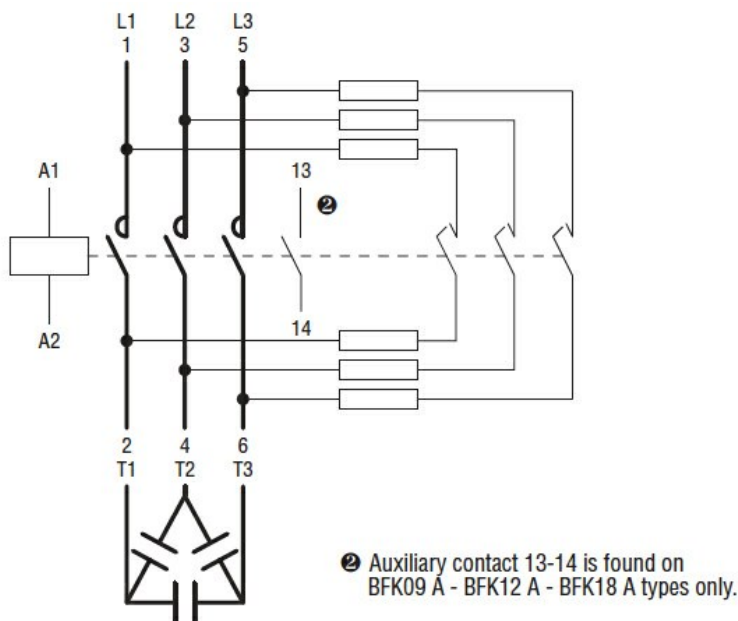 L1 L2 L3
1 3 5
A1
13
❷
A2
14
2 4 6
T1 T2 T3
❷ Auxiliary contact 13-14 is found on
BFK09 A - BFK12 A - BFK18 A types only.